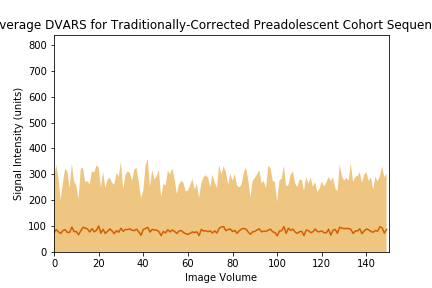 verage DVARS for Traditionally-Corrected Preadolescent Cohort Sequen
800
700
600
500
400
300
200
100
0
Signal Intensity (units)
0 20 40 60 80 100 120 140
Image Volume